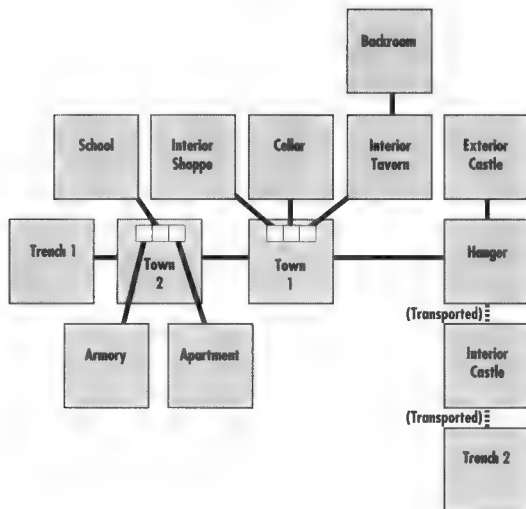 Backroom
School
Interior
Shoppe
Cellar
Interior
Tavern
Exterior
Castle
Trench 1
Town
2
Town
1
Hanger
(Transported)
Armory
Apartment
Interior
Castle
(Transported)
Trench 2